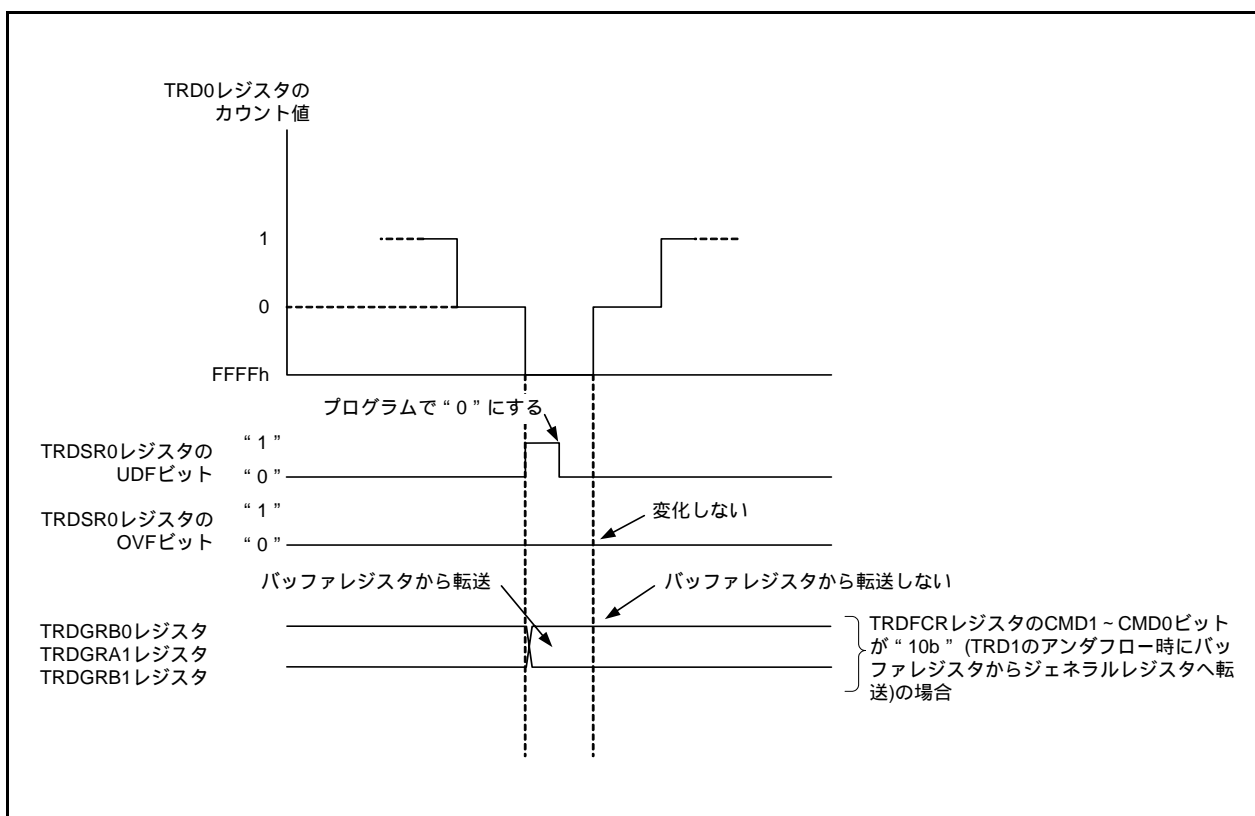 TRD0レジスタの
カウント値
1
0
FFFFh
プログラムで“0”にする
TRDSR0レジスタの
UDFビット
“1”
“0”
TRDSR0レジスタの
OVFビット
“1”
“0”
変化しない
バッファレジスタから転送
バッファレジスタから転送しない
TRDGRB0レジスタ
TRDGRA1レジスタ
TRDGRB1レジスタ
TRDFCRレジスタのCMD1~CMD0ビット
が“10b”(TRD1のアンダフロー時にバッ
ファレジスタからジェネラルレジスタへ転
送)の場合